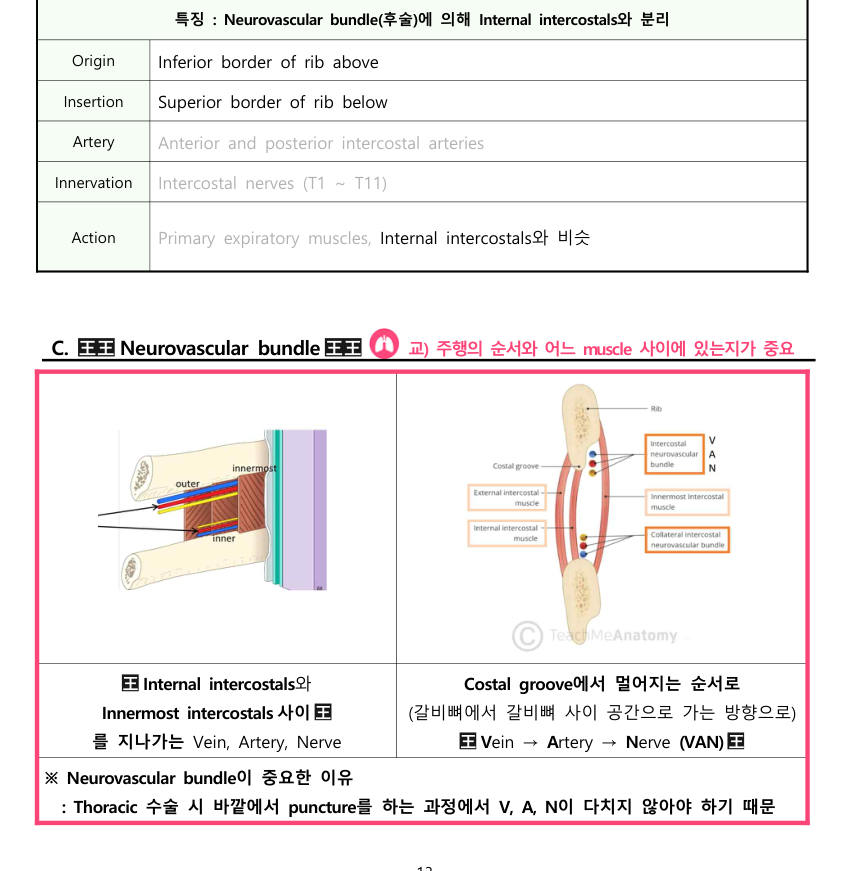 특징 : Neurovascular bundle(후술)에 의해 Internal intercostals와 분리
Origin Inferior border of rib above
Insertion Superior border of rib below
Artery Anterior and posterior intercostal arteries
Innervation Intercostal nerves (T1 ~ T11)
Action Primary expiratory muscles, Internal intercostals와 비슷
C. 王王 Neurovascular bundle 王王 교) 주행의 순서와 어느 muscle 사이에 있는지가 중요
innermost
outer
inner
Rib
Intercostal
neurovascular
bundle
V
A
N
Costal groove
External intercostal
muscle
Innermost intercostal
muscle
Internal intercostal
muscle
Collateral intercostal
neurovascular bundle
© TeachMeAnatomy
王 Internal intercostals와
Innermost intercostals 사이 王
를 지나가는 Vein, Artery, Nerve
Costal groove에서 멀어지는 순서로
(갈비뼈에서 갈비뼈 사이 공간으로 가는 방향으로)
王 Vein → Artery → Nerve (VAN) 王
※ Neurovascular bundle이 중요한 이유
: Thoracic 수술 시 바깥에서 puncture를 하는 과정에서 V, A, N이 다치지 않아야 하기 때문